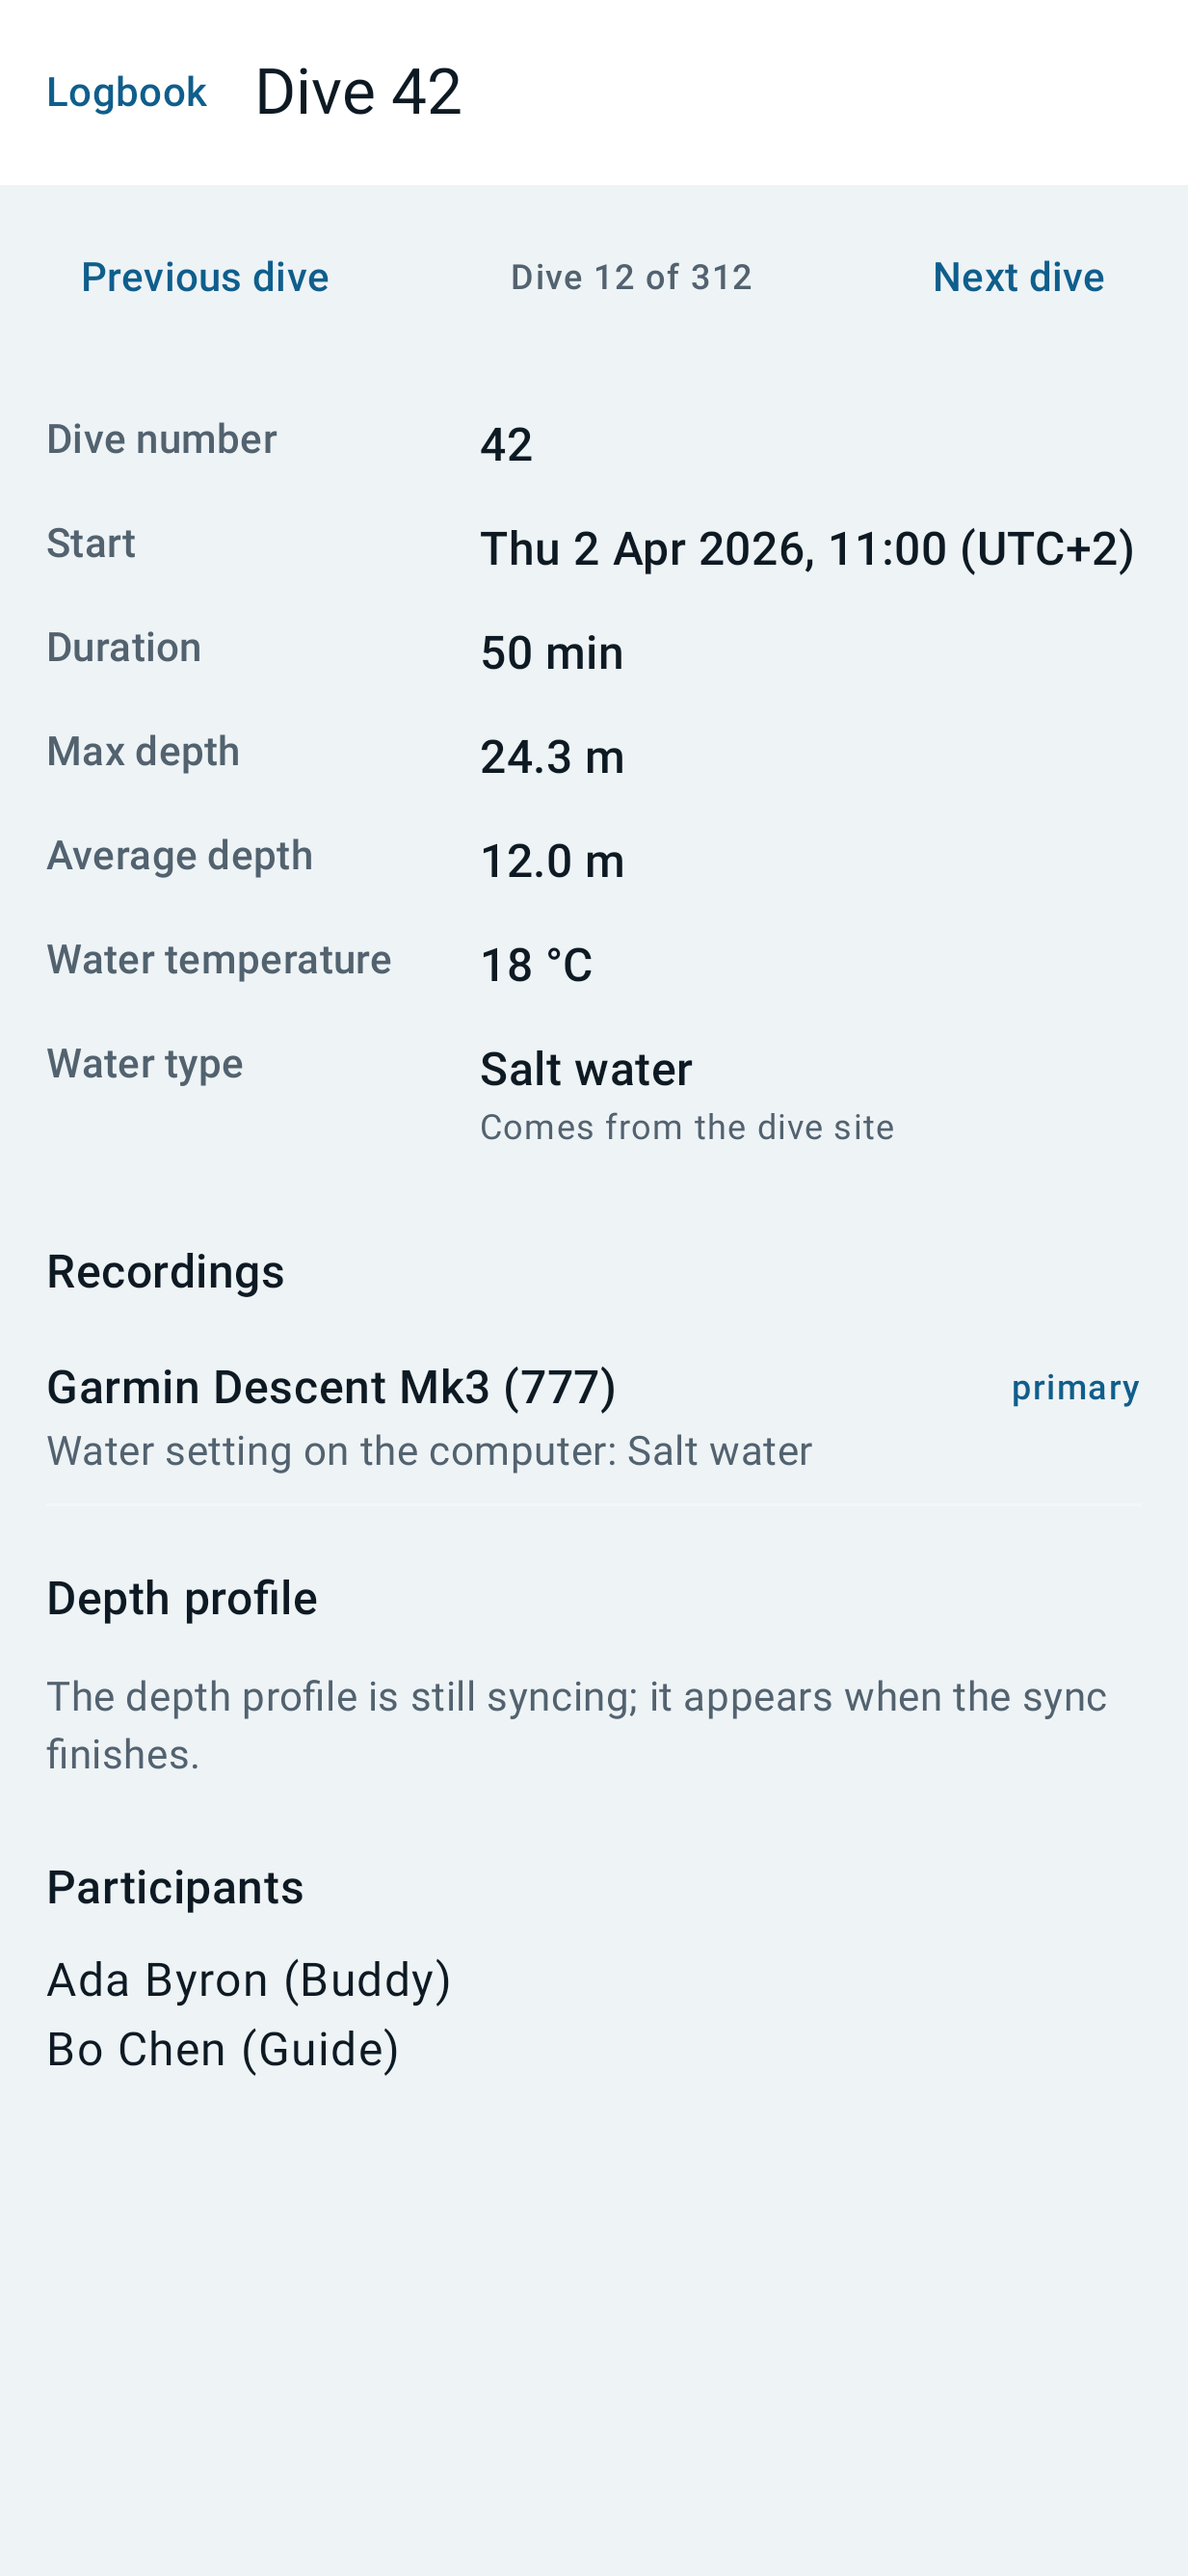 Logbook Dive 42
Previous dive Dive 12 of 312 Next dive
Dive number 42
Start Thu 2 Apr 2026, 11:00 (UTC+2)
Duration 50 min
Max depth 24.3 m
Average depth 12.0 m
Water temperature 18 °C
Water type Salt water
Comes from the dive site
Recordings
Garmin Descent Mk3 (777) primary
Water setting on the computer: Salt water
Depth profile
The depth profile is still syncing; it appears when the sync
finishes.
Participants
Ada Byron (Buddy)
Bo Chen (Guide)